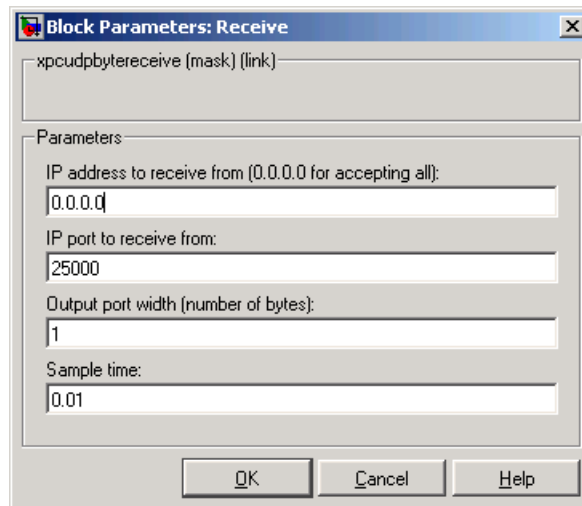 Block Parameters: Receive
xpcudpbytereceive (mask) (link)
Parameters
IP address to receive from (0.0.0.0 for accepting all):
0.0.0.0
IP port to receive from:
25000
Output port width (number of bytes):
1
Sample time:
0.01
OK Cancel Help